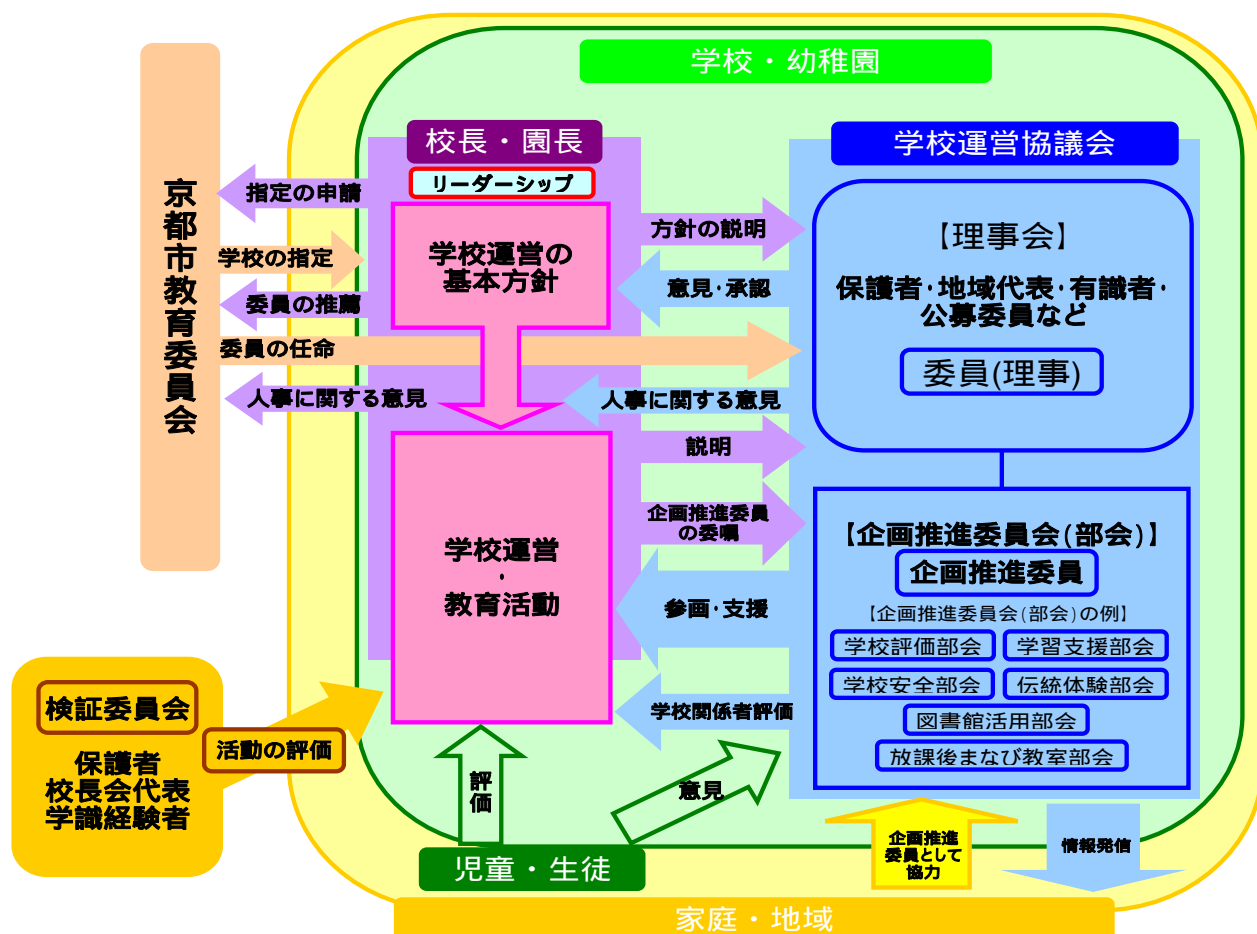 学校・幼稚園
校長・園長
リーダーシップ
学校運営協議会
京都市教育委員会
指定の申請
学校の指定
委員の推薦
委員の任命
人事に関する意見
学校運営の
基本方針
方針の説明
意見・承認
人事に関する意見
説明
企画推進委員
の委嘱
参画・支援
学校関係者評価
【理事会】
保護者・地域代表・有識者・
公募委員など
委員(理事)
学校運営
・
教育活動
【企画推進委員会(部会)】
企画推進委員
【企画推進委員会(部会)の例】
学校評価部会
学習支援部会
学校安全部会
伝統体験部会
図書館活用部会
放課後まなび教室部会
検証委員会
保護者
校長会代表
学識経験者
活動の評価
評価
意見
企画推進
委員として
協力
情報発信
児童・生徒
家庭・地域